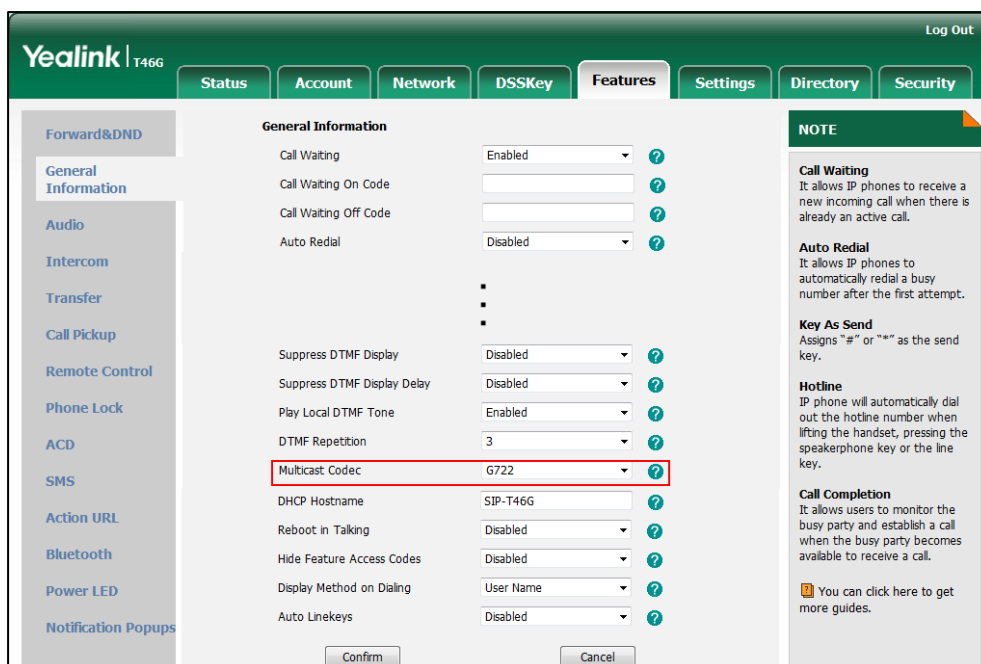 Log Out
Yealink T46G
Status Account Network DSSKey Features Settings Directory Security
Forward&DND
General
Information
Audio
Intercom
Transfer
Call Pickup
Remote Control
Phone Lock
ACD
SMS
Action URL
Bluetooth
Power LED
Notification Popups
General Information
Call Waiting Enabled ?
Call Waiting On Code ?
Call Waiting Off Code ?
Auto Redial Disabled ?
Suppress DTMF Display Disabled ?
Suppress DTMF Display Delay Disabled ?
Play Local DTMF Tone Enabled ?
DTMF Repetition 3 ?
Multicast Codec G722 ?
DHCP Hostname SIP-T46G ?
Reboot in Talking Disabled ?
Hide Feature Access Codes Disabled ?
Display Method on Dialing User Name ?
Auto Linekeys Disabled ?
Confirm Cancel
NOTE
Call Waiting
It allows IP phones to receive a
new incoming call when there is
already an active call.
Auto Redial
It allows IP phones to
automatically redial a busy
number after the first attempt.
Key As Send
Assigns "#" or "*" as the send
key.
Hotline
IP phone will automatically dial
out the hotline number when
lifting the handset, pressing the
speakerphone key or the line
key.
Call Completion
It allows users to monitor the
busy party and establish a call
when the busy party becomes
available to receive a call.
? You can click here to get
more guides.